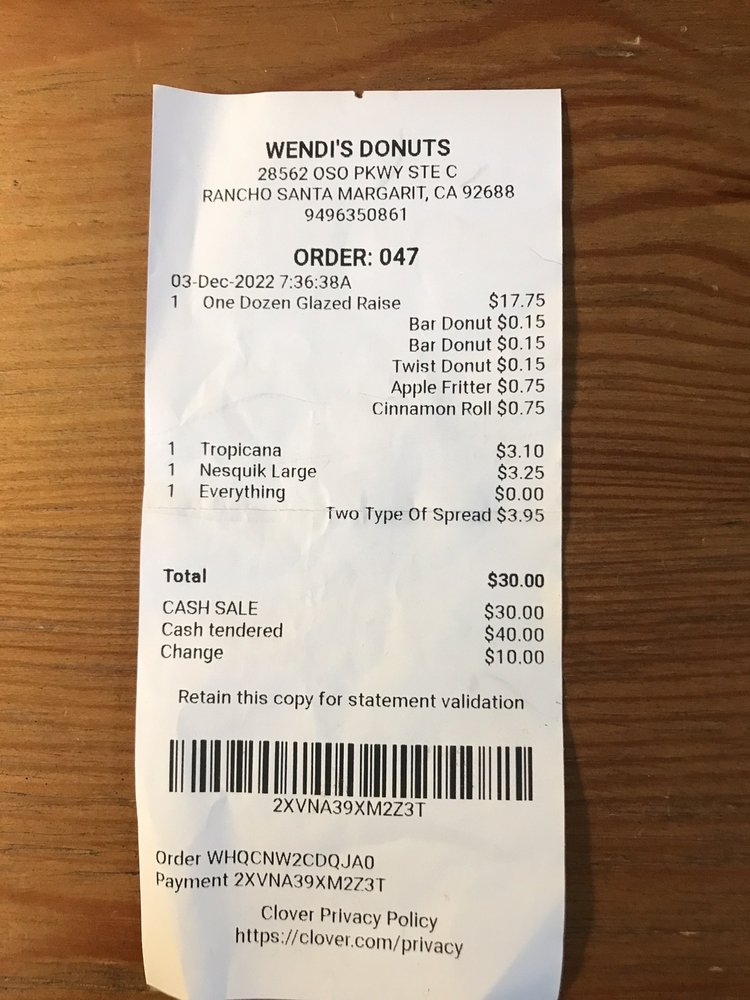 WENDI'S DONUTS
28562 OSO PKWY STE C
RANCHO SANTA MARGARIT, CA 92688
9496350861
ORDER: 047
03-Dec-2022 7:36:38A
1 One Dozen Glazed Raise $17.75
Bar Donut $0.15
Bar Donut $0.15
Twist Donut $0.15
Apple Fritter $0.75
Cinnamon Roll $0.75
1 Tropicana $3.10
1 Nesquik Large $3.25
1 Everything $0.00
Two Type Of Spread $3.95
Total $30.00
CASH SALE $30.00
Cash tendered $40.00
Change $10.00
Retain this copy for statement validation
2XVNA39XM2Z3T
Order WHQCNW2CDQJA0
Payment 2XVNA39XM2Z3T
Clover Privacy Policy
https://clover.com/privacy